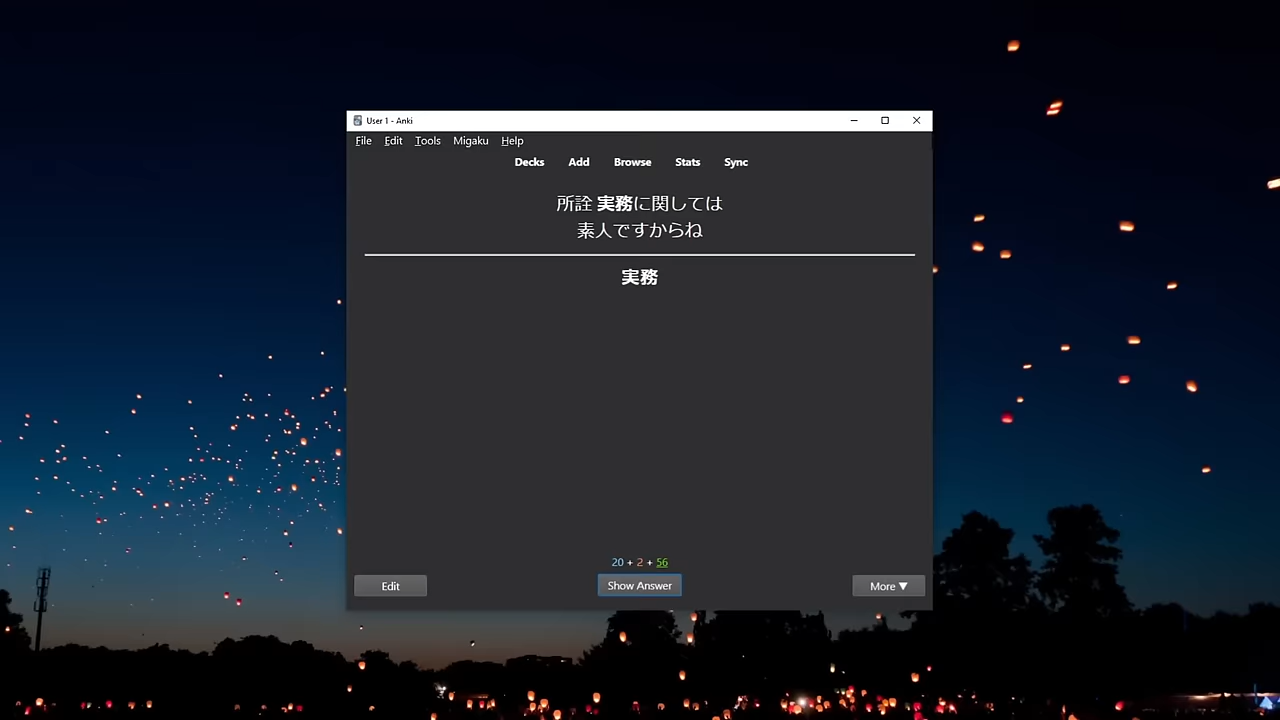 User 1 - Anki
File Edit Tools Migaku Help
Decks Add Browse Stats Sync
所詮 実務に関しては
素人ですからね
実務
20 + 2 + 56
Edit Show Answer More ▼